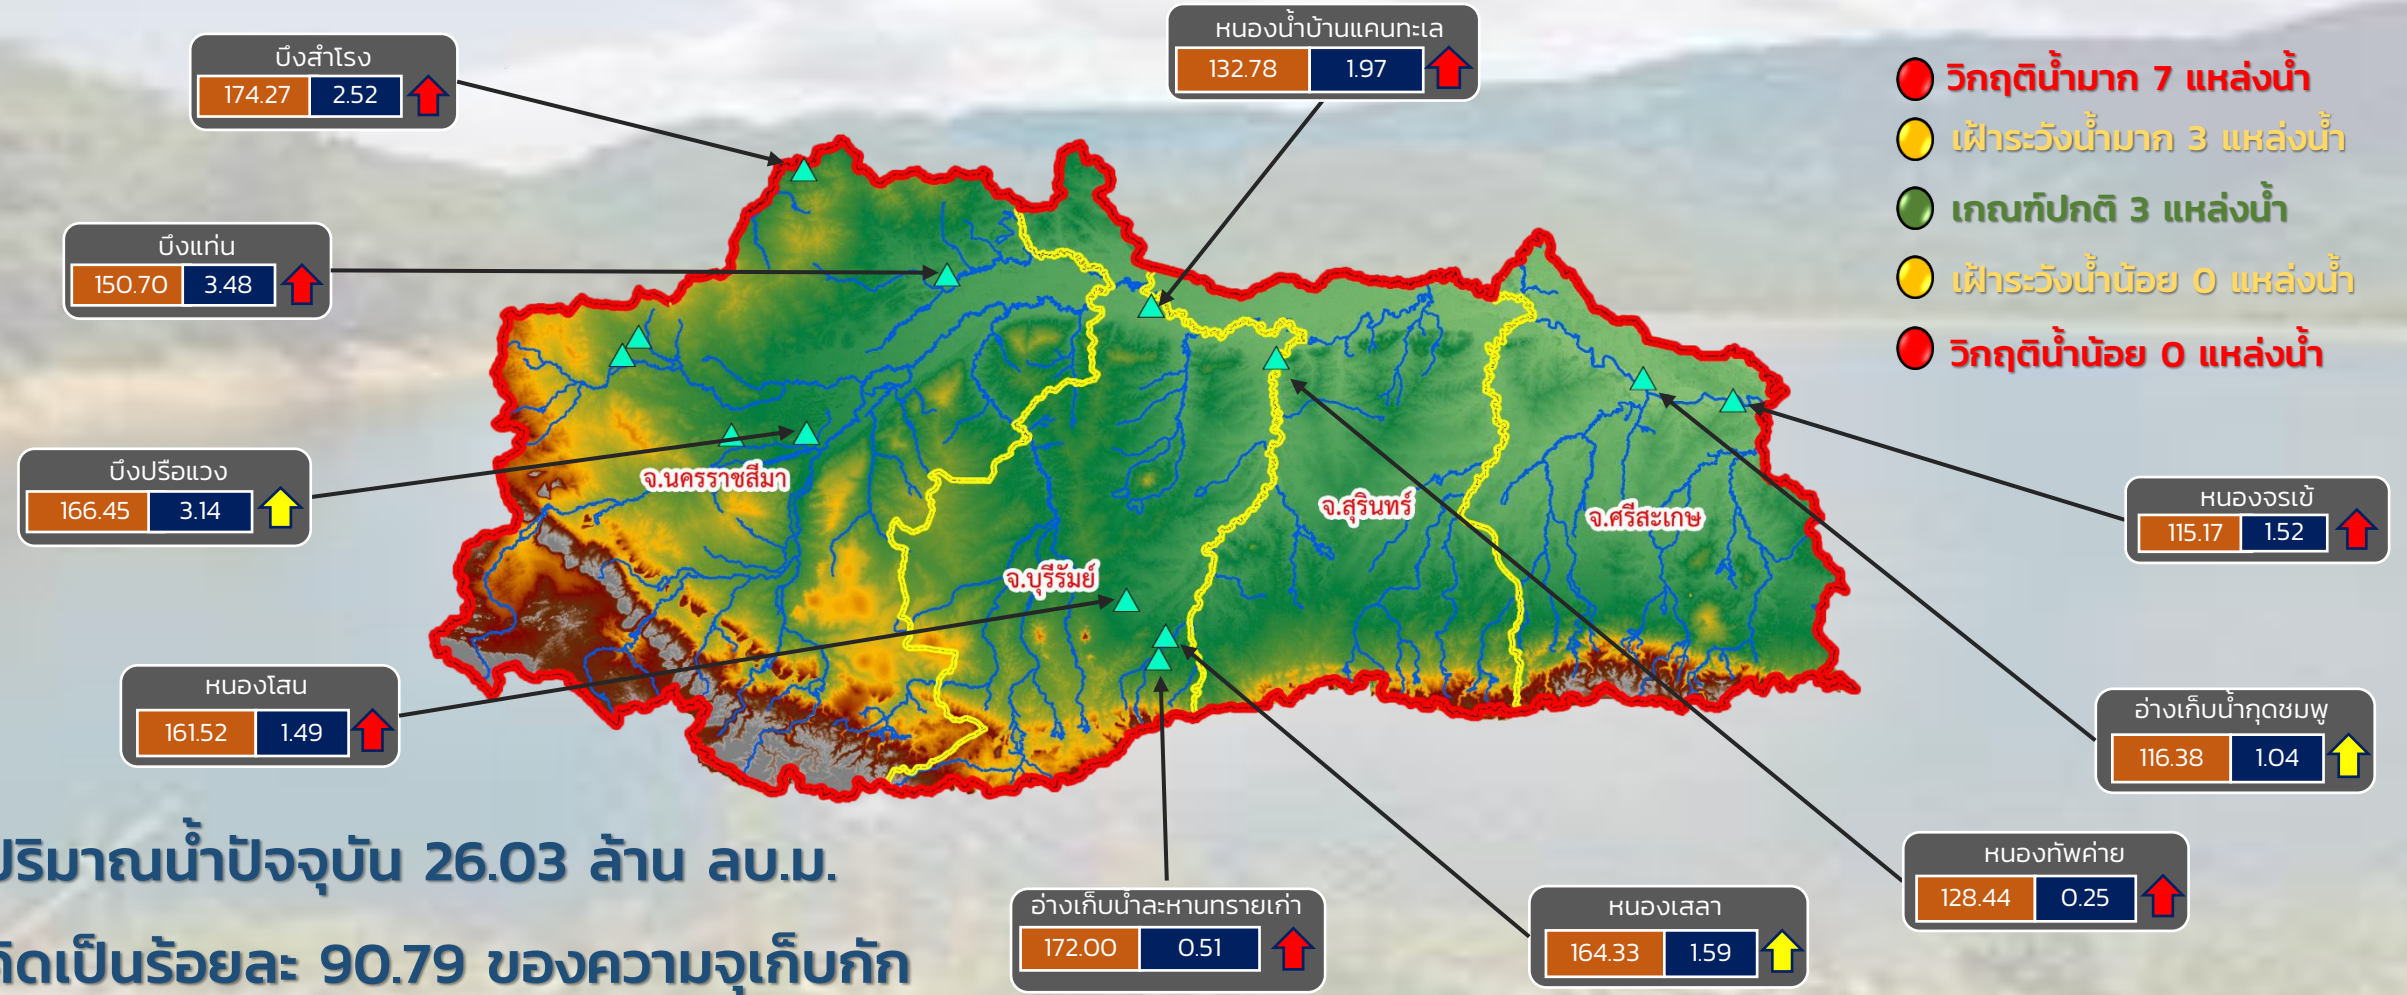 บึงสำโรง
174.27 2.52
หนองน้ำบ้านแคนทะเล
132.78 1.97
วิกฤติน้ำมาก 7 แหล่งน้ำ
เฝ้าระวังน้ำมาก 3 แหล่งน้ำ
เกณฑ์ปกติ 3 แหล่งน้ำ
เฝ้าระวังน้ำน้อย 0 แหล่งน้ำ
วิกฤติน้ำน้อย 0 แหล่งน้ำ
บึงแท่น
150.70 3.48
บึงปรือแวง
166.45 3.14
จ.นครราชสีมา
จ.สุรินทร์
จ.ศรีสะเกษ
จ.บุรีรัมย์
หนองจรเข้
115.17 1.52
หนองโสน
161.52 1.49
อ่างเก็บน้ำกุดชมพู
116.38 1.04
ปริมาณน้ำปัจจุบัน 26.03 ล้าน ลบ.ม.
คิดเป็นร้อยละ 90.79 ของความจุเก็บกัก
อ่างเก็บน้ำละหานทรายเก่า
172.00 0.51
หนองเสลา
164.33 1.59
หนองทัพค่าย
128.44 0.25